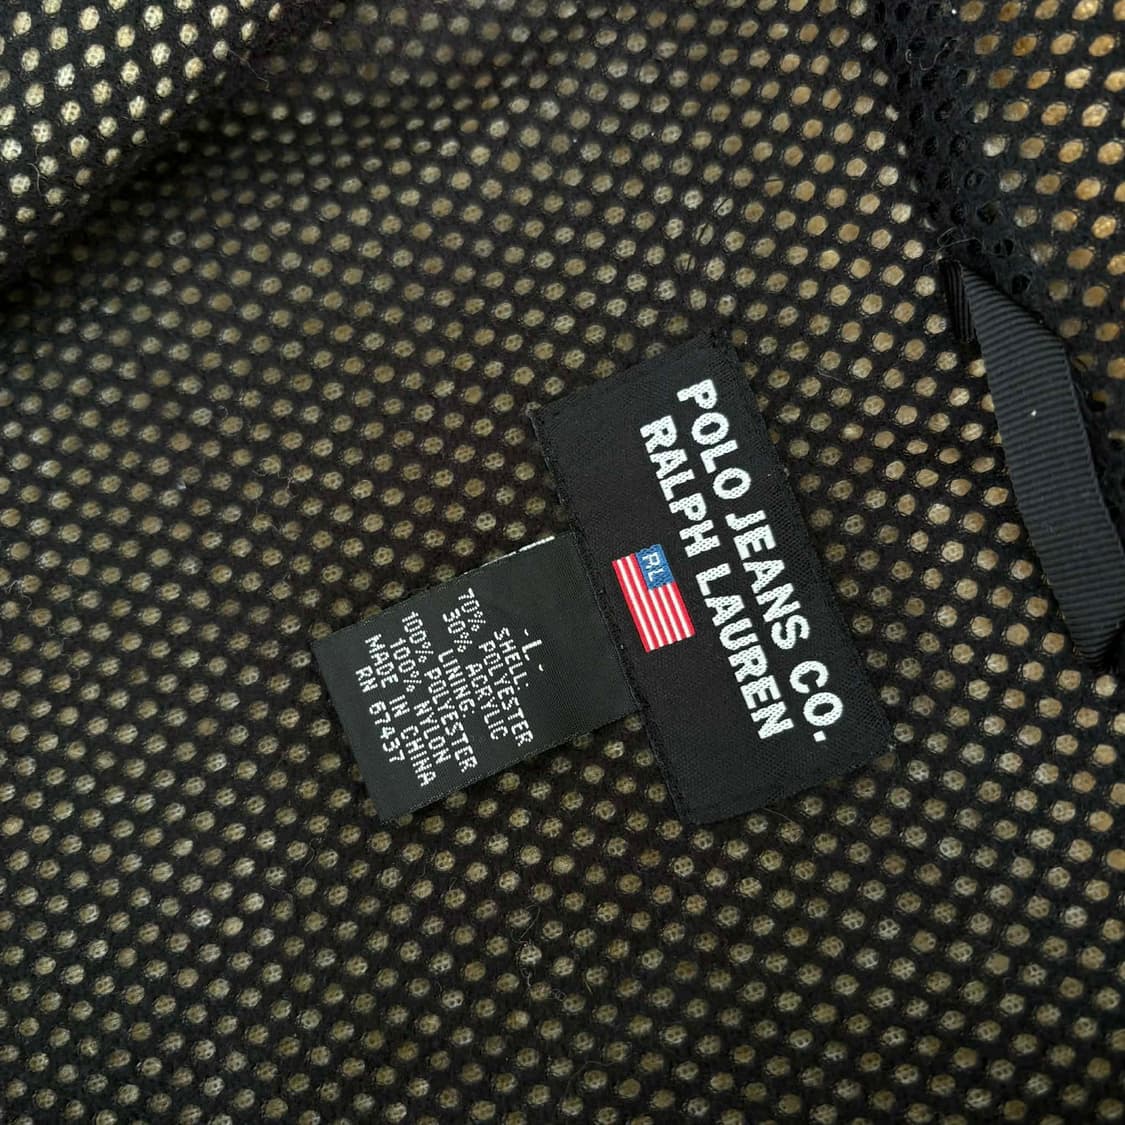 POLO JEANS CO.
RALPH LAUREN
RL
-L-
SHELL:
70% POLYESTER
30% ACRYLIC
LINING:
100% POLYESTER
100% NYLON
MADE IN CHINA
RN 67437